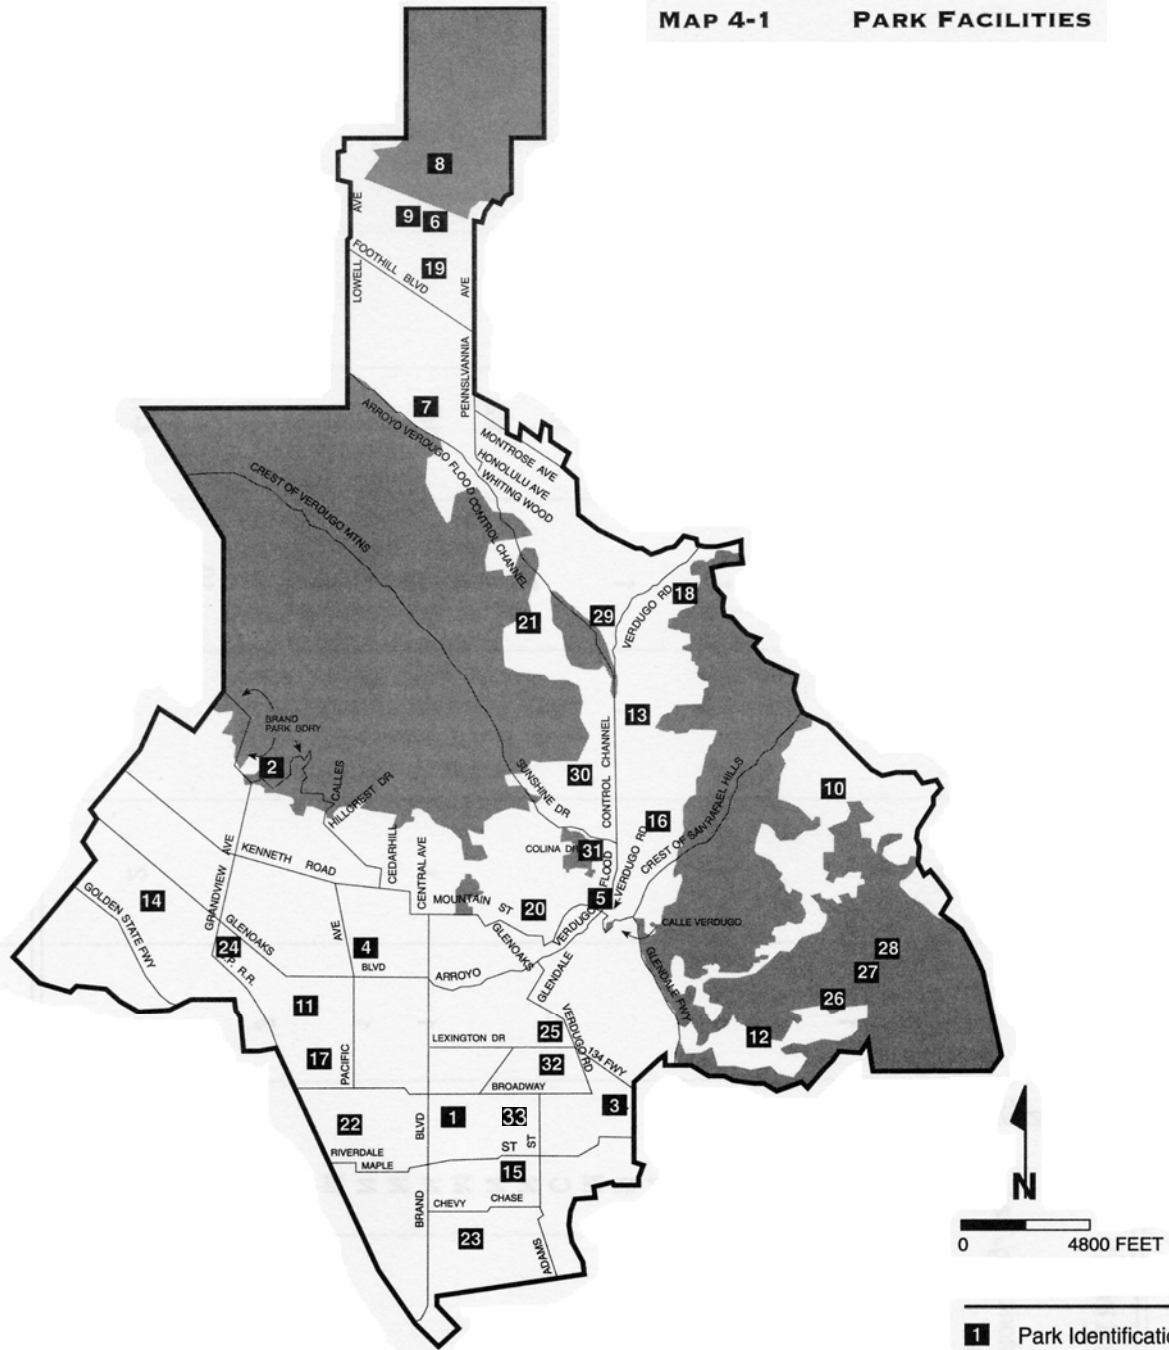 MAP 4-1 PARK FACILITIES
8
AVE
9
6
FOOTHILL BLVD
19
LOWELL
AVE
PENNSLVANNIA
7
ARROYO VERDUGO FLOOD CONTROL CHANNEL
MONTROSE AVE
HONOLULU AVE
WHITING WOOD
CREST OF VERDUGO MTNS
18
VERDUGO RD
29
21
BRAND
PARK BDRY
13
2
CALLES
HILLCREST DR
SUNSHINE DR
30
CONTROL CHANNEL
10
16
CREST OF SAN RAFAEL HILLS
GRANDVIEW AVE
KENNETH ROAD
CEDARHILL
CENTRAL AVE
COLINA DR
31
FLOOD
VERDUGO RD
14
GOLDEN STATE FWY
GLENOAKS
MOUNTAIN ST
20
5
VERDUGO
CALLE VERDUGO
24
P. R.R.
AVE
4
BLVD
ARROYO
GLENOAKS
GLENDALE
GLENDALE FWY
28
27
26
11
12
17
PACIFIC
LEXINGTON DR
25
VERDUGO RD
134 FWY
32
BROADWAY
3
22
BLVD
1
33
RIVERDALE
MAPLE
ST
ST
15
BRAND
CHEVY CHASE
23
ADAMS
N
0 4800 FEET
1 Park Identificatio